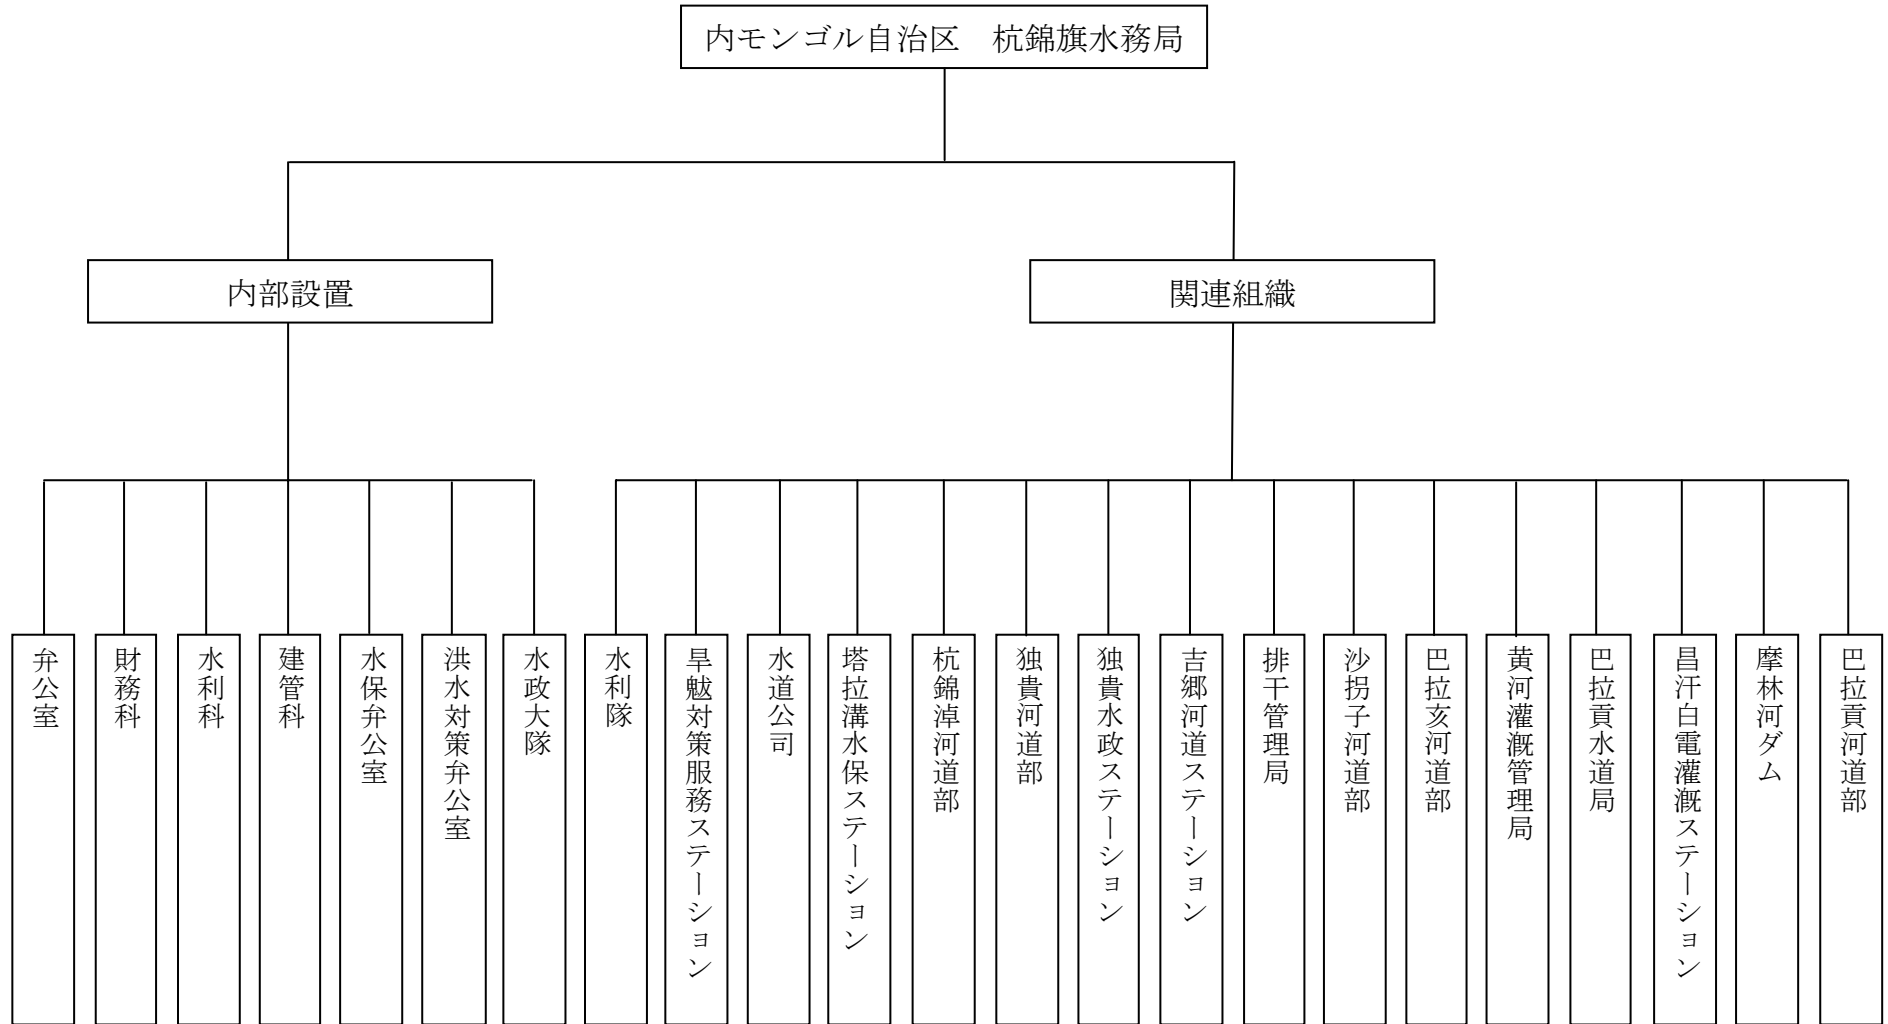 内モンゴル自治区　杭錦旗水務局
内部設置
関連組織
弁公室
財務科
水利科
建管科
水保弁公室
洪水対策弁公室
水政大隊
水利隊
旱魃対策服務ステーション
水道公司
塔拉溝水保ステーション
杭錦淖河道部
独貴河道部
独貴水政ステーション
吉郷河道ステーション
排干管理局
沙拐子河道部
巴拉亥河道部
黄河灌漑管理局
巴拉貢水道局
昌汗白電灌漑ステーション
摩林河ダム
巴拉貢河道部